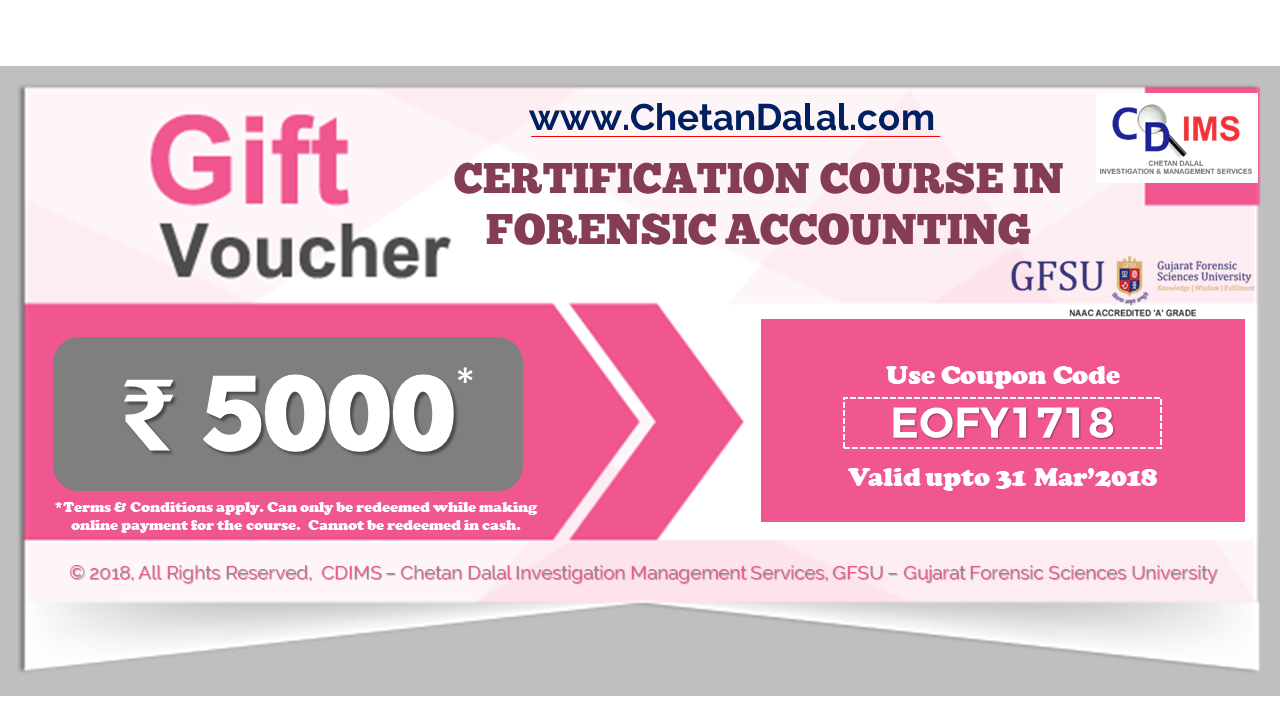 Gift
Voucher
www.ChetanDalal.com
CERTIFICATION COURSE IN
FORENSIC ACCOUNTING
CD IMS
CHETAN DALAL
INVESTIGATION & MANAGEMENT SERVICES
GFSU
Gujarat Forensic
Sciences University
Knowledge | Wisdom | Fulfilment
NAAC ACCREDITED 'A' GRADE
₹ 5000*
*Terms & Conditions apply. Can only be redeemed while making
online payment for the course. Cannot be redeemed in cash.
Use Coupon Code
EOFY1718
Valid upto 31 Mar’2018
© 2018, All Rights Reserved, CDIMS – Chetan Dalal Investigation Management Services, GFSU – Gujarat Forensic Sciences University